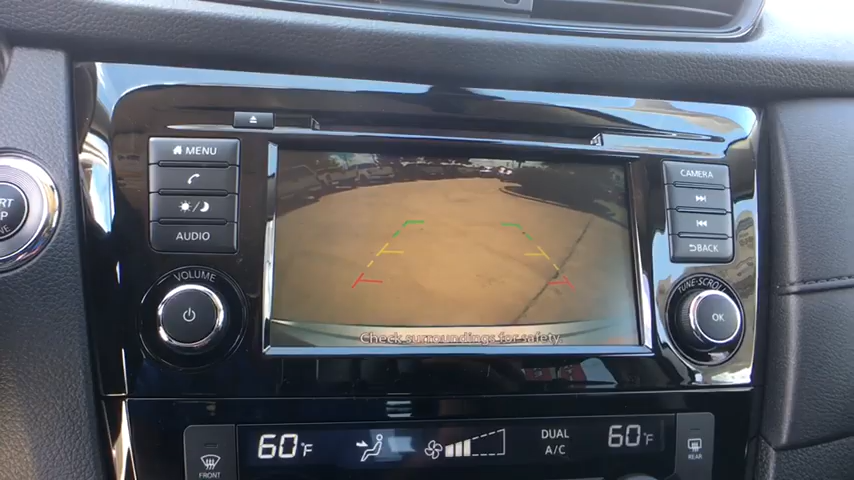 MENU
AUDIO
VOLUME
CAMERA
BACK
TUNE·SCROLL
OK
Check surroundings for safety.
60°F
DUAL
A/C
60°F
FRONT
REAR